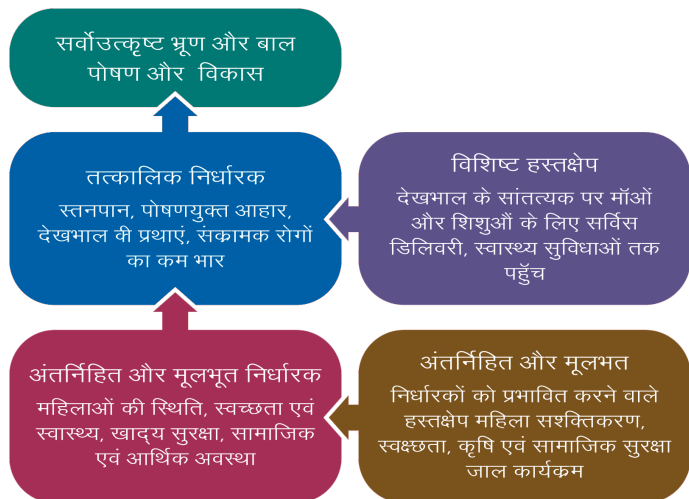 सर्वोउत्कृष्ट भ्रूण और बाल
पोषण और विकास
तत्कालिक निर्धारक
स्तनपान, पोषणयुक्त आहार,
देखभाल वी प्रथाएं, संक्रामक रोगों
का कम भार
विशिष्ट हस्तक्षेप
देखभाल के सांतत्यक पर मॉओं
और शिशुऔं के लिए सर्विस
डिलिवरी, स्वास्थ्य सुविधाओं तक
पहुॅच
अंतर्निहित और मूलभूत निर्धारक
महिलाओं की स्थिति, स्वच्छता एवं
स्वास्थ्य, खाद्य सुरक्षा, सामाजिक
एवं आर्थिक अवस्था
अंतर्निहित और मूलभत
निर्धारकों को प्रभावित करने वाले
हस्तक्षेप महिला सशक्तिकरण,
स्वक्ष्छता, कृषि एवं सामाजिक सुरक्षा
जाल कार्यक्रम